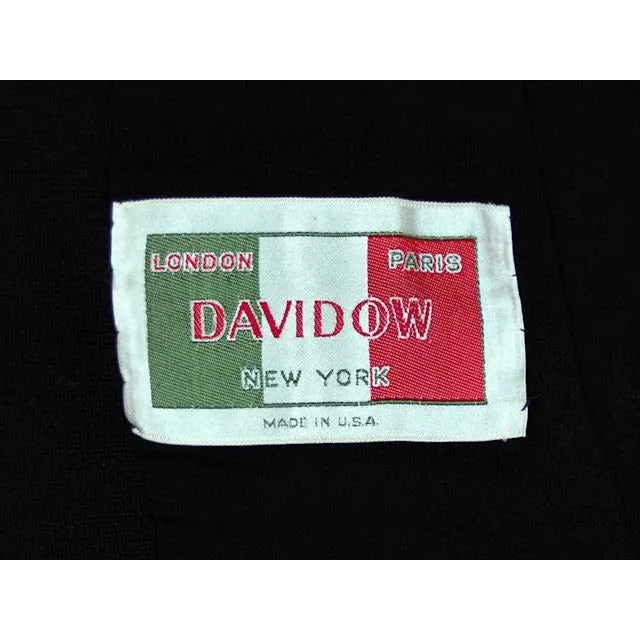 LONDON PARIS
DAVIDOW
NEW YORK
MADE IN U.S.A.